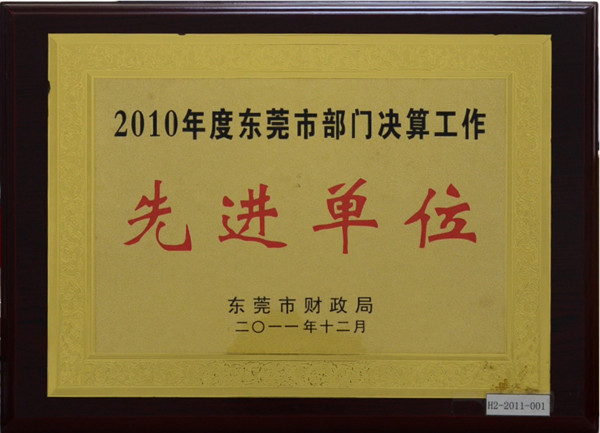 2010年度东莞市部门决算工作
先进单位
东莞市财政局
二〇一一年十二月
H2-2011-001